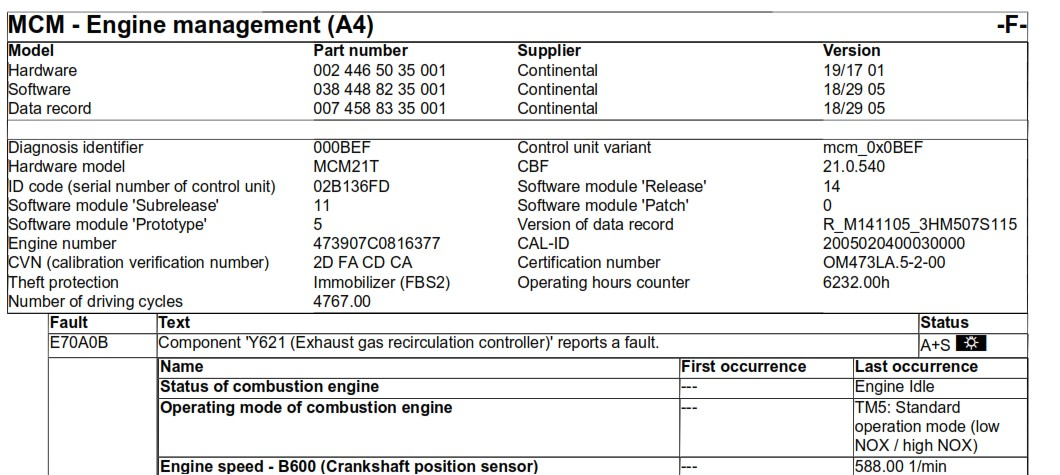 MCM - Engine management (A4) -F-
Model Part number Supplier Version
Hardware 002 446 50 35 001 Continental 19/17 01
Software 038 448 82 35 001 Continental 18/29 05
Data record 007 458 83 35 001 Continental 18/29 05
Diagnosis identifier 000BEF Control unit variant mcm_0x0BEF
Hardware model MCM21T CBF 21.0.540
ID code (serial number of control unit) 02B136FD Software module 'Release' 14
Software module 'Subrelease' 11 Software module 'Patch' 0
Software module 'Prototype' 5 Version of data record R_M141105_3HM507S115
Engine number 473907C0816377 CAL-ID 2005020400030000
CVN (calibration verification number) 2D FA CD CA Certification number OM473LA.5-2-00
Theft protection Immobilizer (FBS2) Operating hours counter 6232.00h
Number of driving cycles 4767.00
Fault Text Status
E70A0B Component 'Y621 (Exhaust gas recirculation controller)' reports a fault. A+S
Name First occurrence Last occurrence
Status of combustion engine --- Engine Idle
Operating mode of combustion engine --- TM5: Standard
operation mode (low
NOX / high NOX)
Engine speed - B600 (Crankshaft position sensor) --- 588.00 1/min